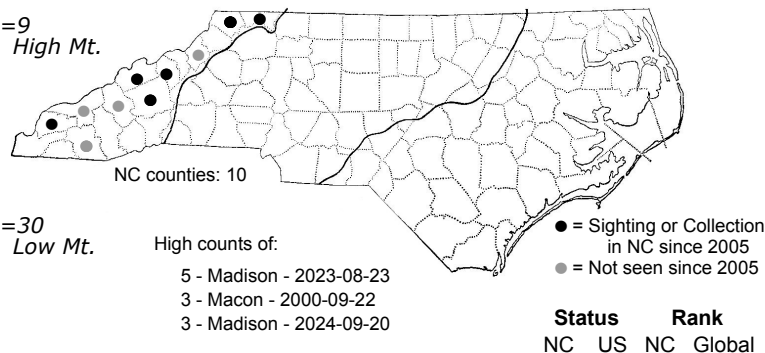 =9
High Mt.
NC counties: 10
=30
Low Mt.
High counts of:
5 - Madison - 2023-08-23
3 - Macon - 2000-09-22
3 - Madison - 2024-09-20
= Sighting or Collection
in NC since 2005
= Not seen since 2005
Status Rank
NC US NC Global